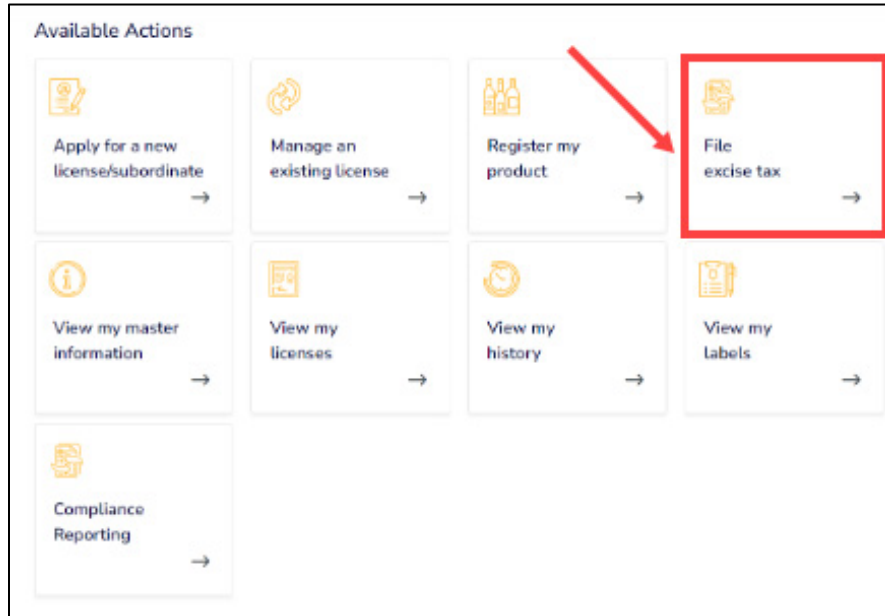 Available Actions
Apply for a new
license/subordinate
Manage an
existing license
Register my
product
File
excise tax
View my master
information
View my
licenses
View my
history
View my
labels
Compliance
Reporting